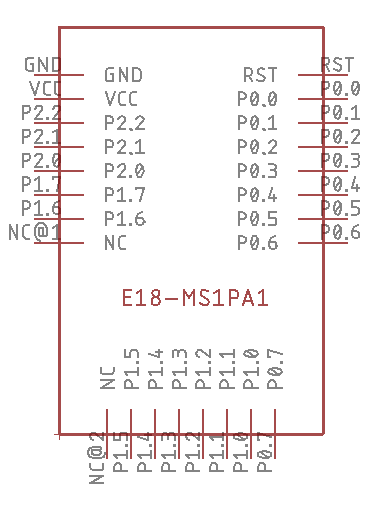 GND GND RST RST
VCC VCC P0.0 P0.0
P2.2 P2.2 P0.1 P0.1
P2.1 P2.1 P0.2 P0.2
P2.0 P2.0 P0.3 P0.3
P1.7 P1.7 P0.4 P0.4
P1.6 P1.6 P0.5 P0.5
NC@1 NC P0.6 P0.6
E18-MS1PA1
NC P1.5 P1.4 P1.3 P1.2 P1.1 P1.0 P0.7
NC@2 P1.5 P1.4 P1.3 P1.2 P1.1 P1.0 P0.7